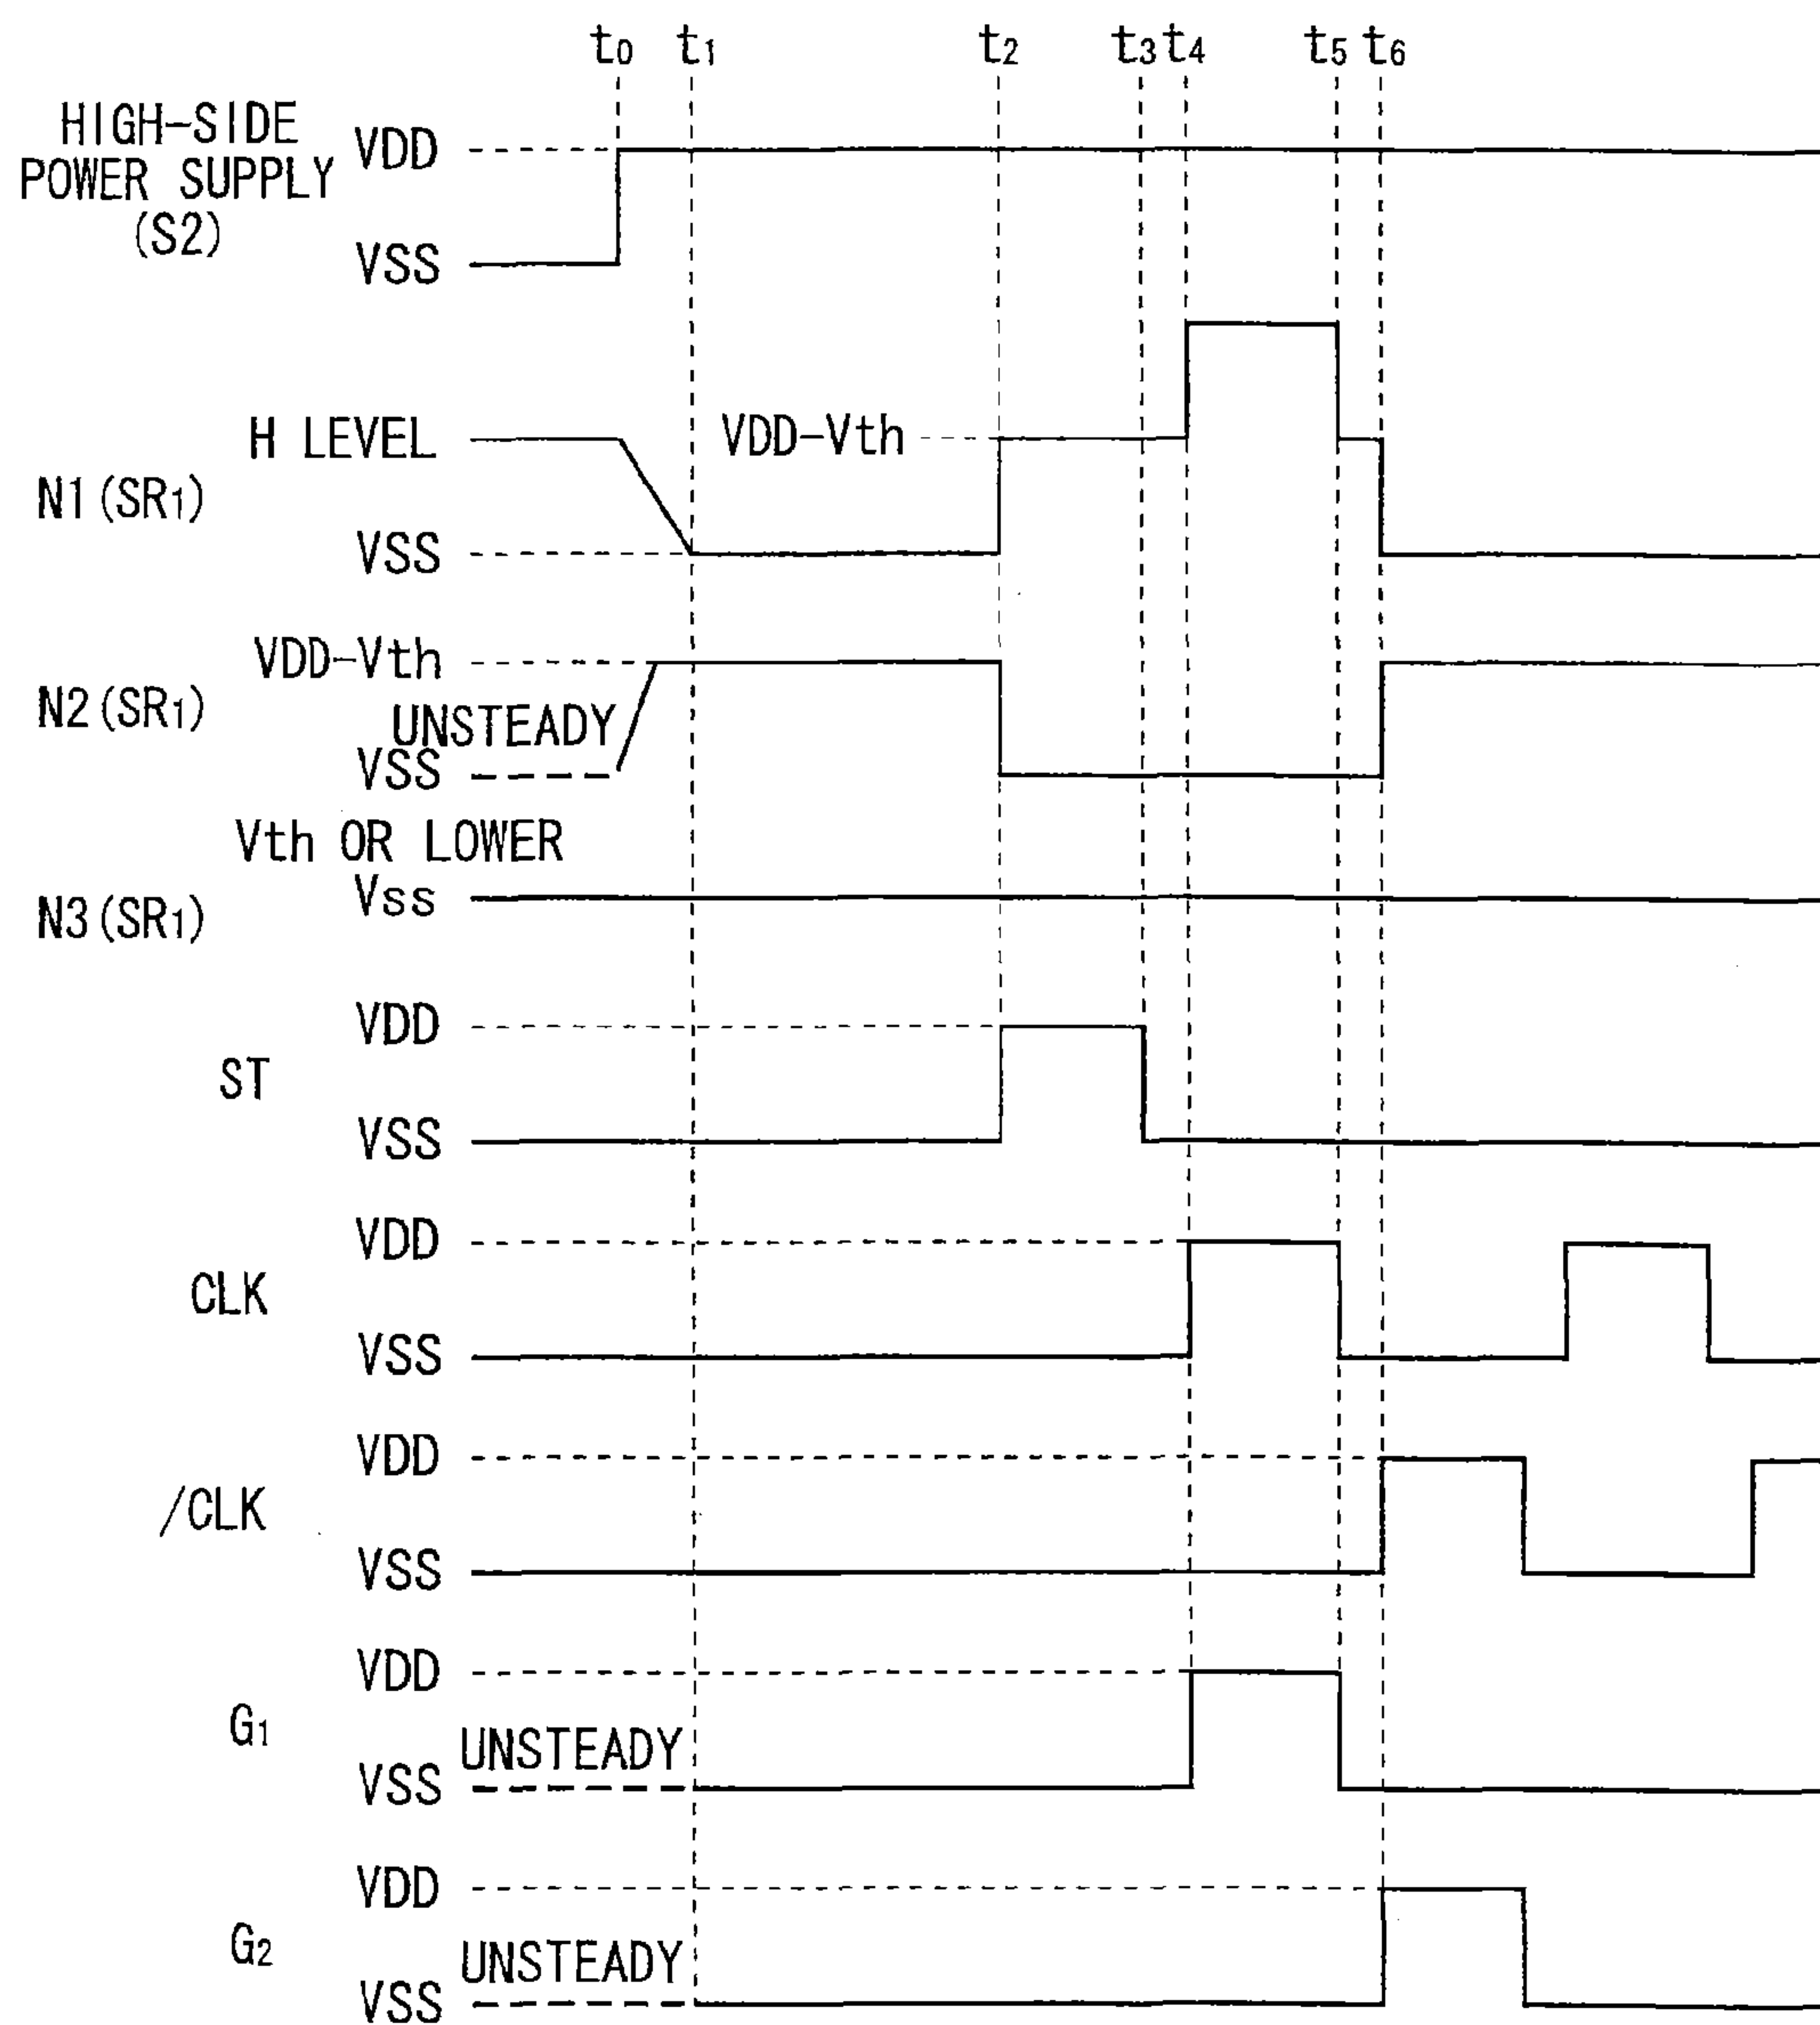 t0 t1 t2 t3 t4 t5 t6
HIGH-SIDE
POWER SUPPLY
(S2)
VDD
VSS
H LEVEL
VDD-Vth
N1(SR1)
VSS
VDD-Vth
N2(SR1)
UNSTEADY
VSS
Vth OR LOWER
Vss
N3(SR1)
VDD
ST
VSS
VDD
CLK
VSS
VDD
/CLK
VSS
VDD
G1
UNSTEADY
VSS
VDD
G2
UNSTEADY
VSS